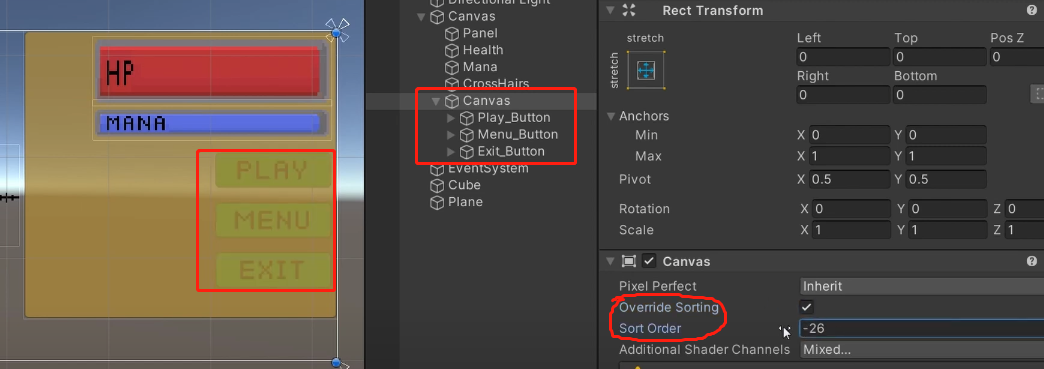 HP
MANA
PLAY
MENU
EXIT
Directional Light
Canvas
Panel
Health
Mana
CrossHairs
Canvas
Play_Button
Menu_Button
Exit_Button
EventSystem
Cube
Plane
Rect Transform
stretch
stretch
Left Top Pos Z
0 0 0
Right Bottom
0 0
Anchors
Min X 0 Y 0
Max X 1 Y 1
Pivot X 0.5 Y 0.5
Rotation X 0 Y 0 Z 0
Scale X 1 Y 1 Z 1
Canvas
Pixel Perfect Inherit
Override Sorting
Sort Order -26
Additional Shader Channels Mixed...